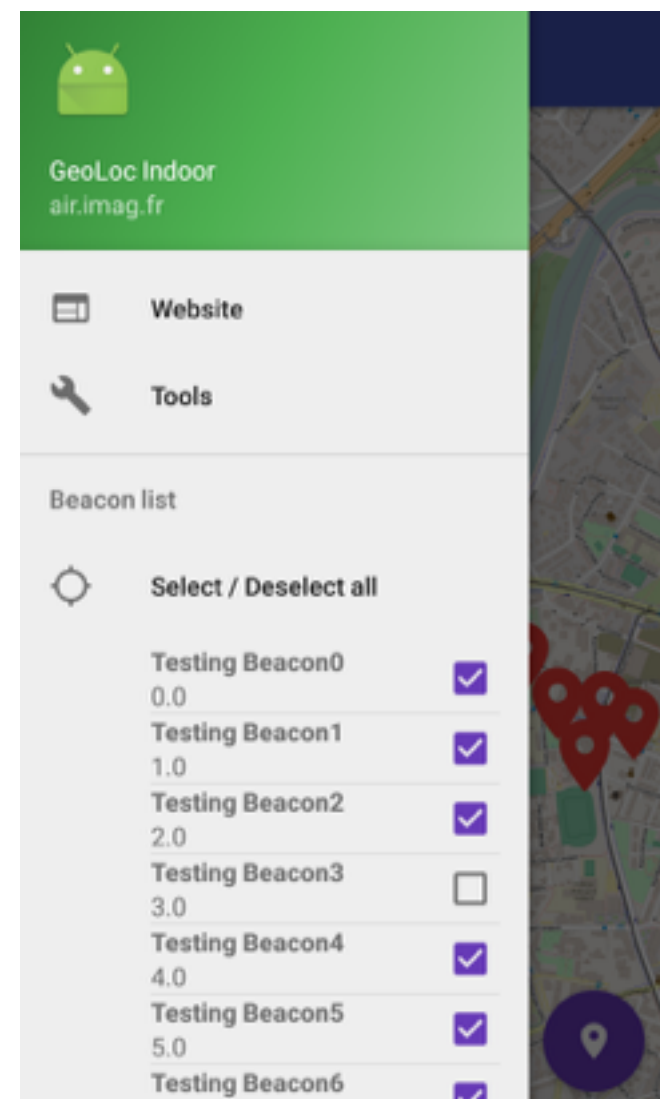 GeoLoc Indoor
air.imag.fr
Website
Tools
Beacon list
Select / Deselect all
Testing Beacon0
0.0
Testing Beacon1
1.0
Testing Beacon2
2.0
Testing Beacon3
3.0
Testing Beacon4
4.0
Testing Beacon5
5.0
Testing Beacon6